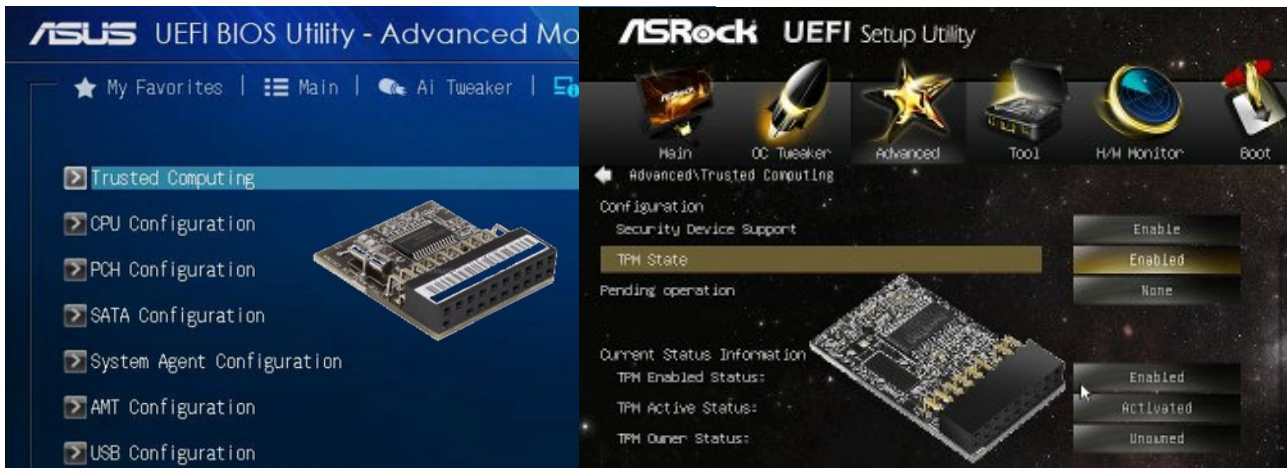 ASUS UEFI BIOS Utility - Advanced Mo
My Favorites | Main | Ai Tweaker |
Trusted Computing
CPU Configuration
PCH Configuration
SATA Configuration
System Agent Configuration
AMT Configuration
USB Configuration
ASRock UEFI Setup Utility
Main OC Tweaker Advanced Tool H/W Monitor Boot
Advanced\Trusted Computing
Configuration
Security Device Support Enable
TPM State Enabled
Pending operation None
Current Status Information
TPM Enabled Status: Enabled
TPM Active Status: Activated
TPM Owner Status: Unowned